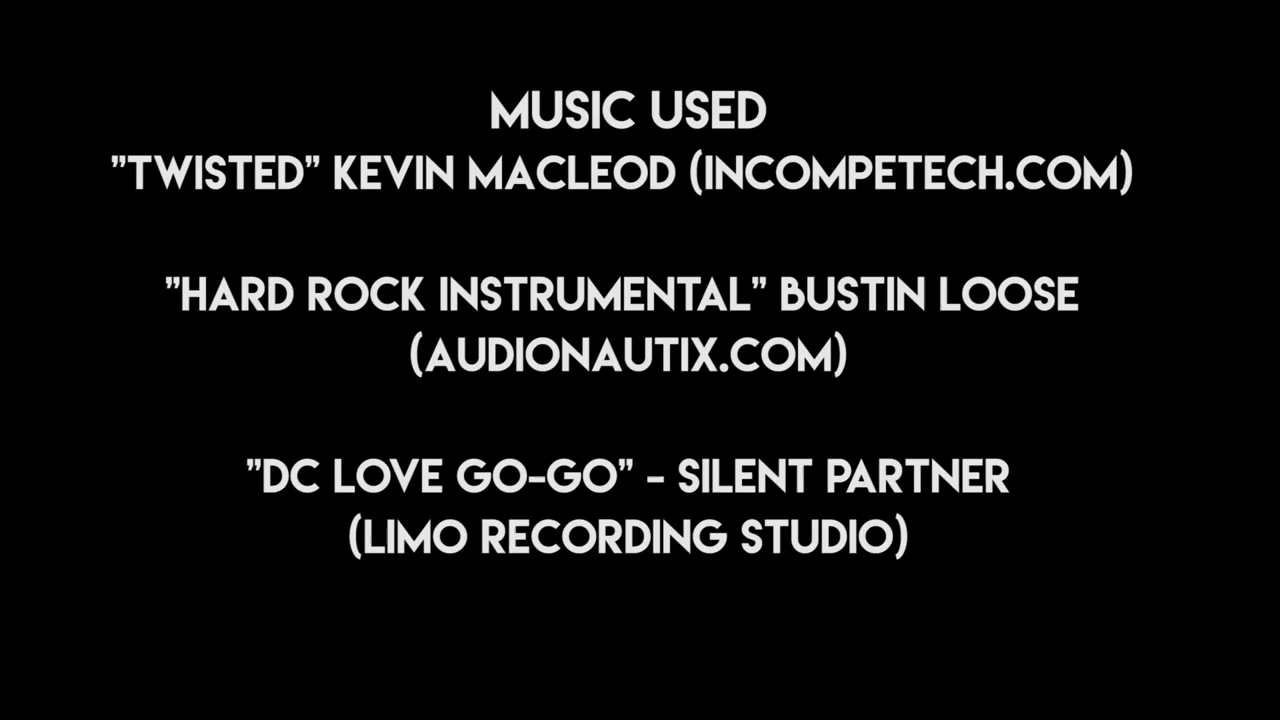 MUSIC USED
"TWISTED" KEVIN MACLEOD (INCOMPETECH.COM)
"HARD ROCK INSTRUMENTAL" BUSTIN LOOSE
(AUDIONAUTIX.COM)
"DC LOVE GO-GO" - SILENT PARTNER
(LIMO RECORDING STUDIO)